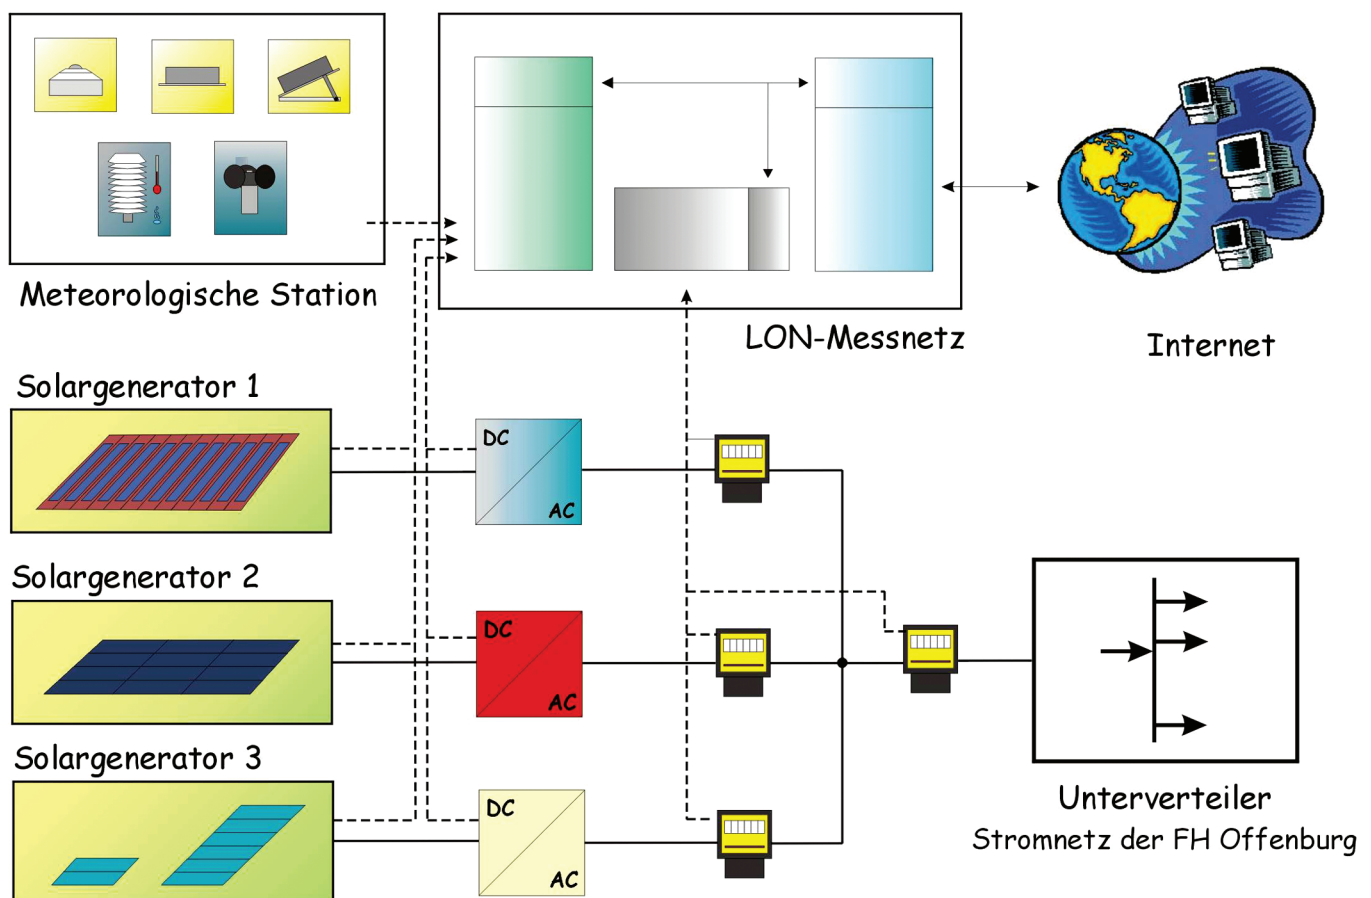 Meteorologische Station
LON-Messnetz
Internet
Solargenerator 1
DC
AC
Solargenerator 2
DC
AC
Solargenerator 3
DC
AC
Unterverteiler
Stromnetz der FH Offenburg